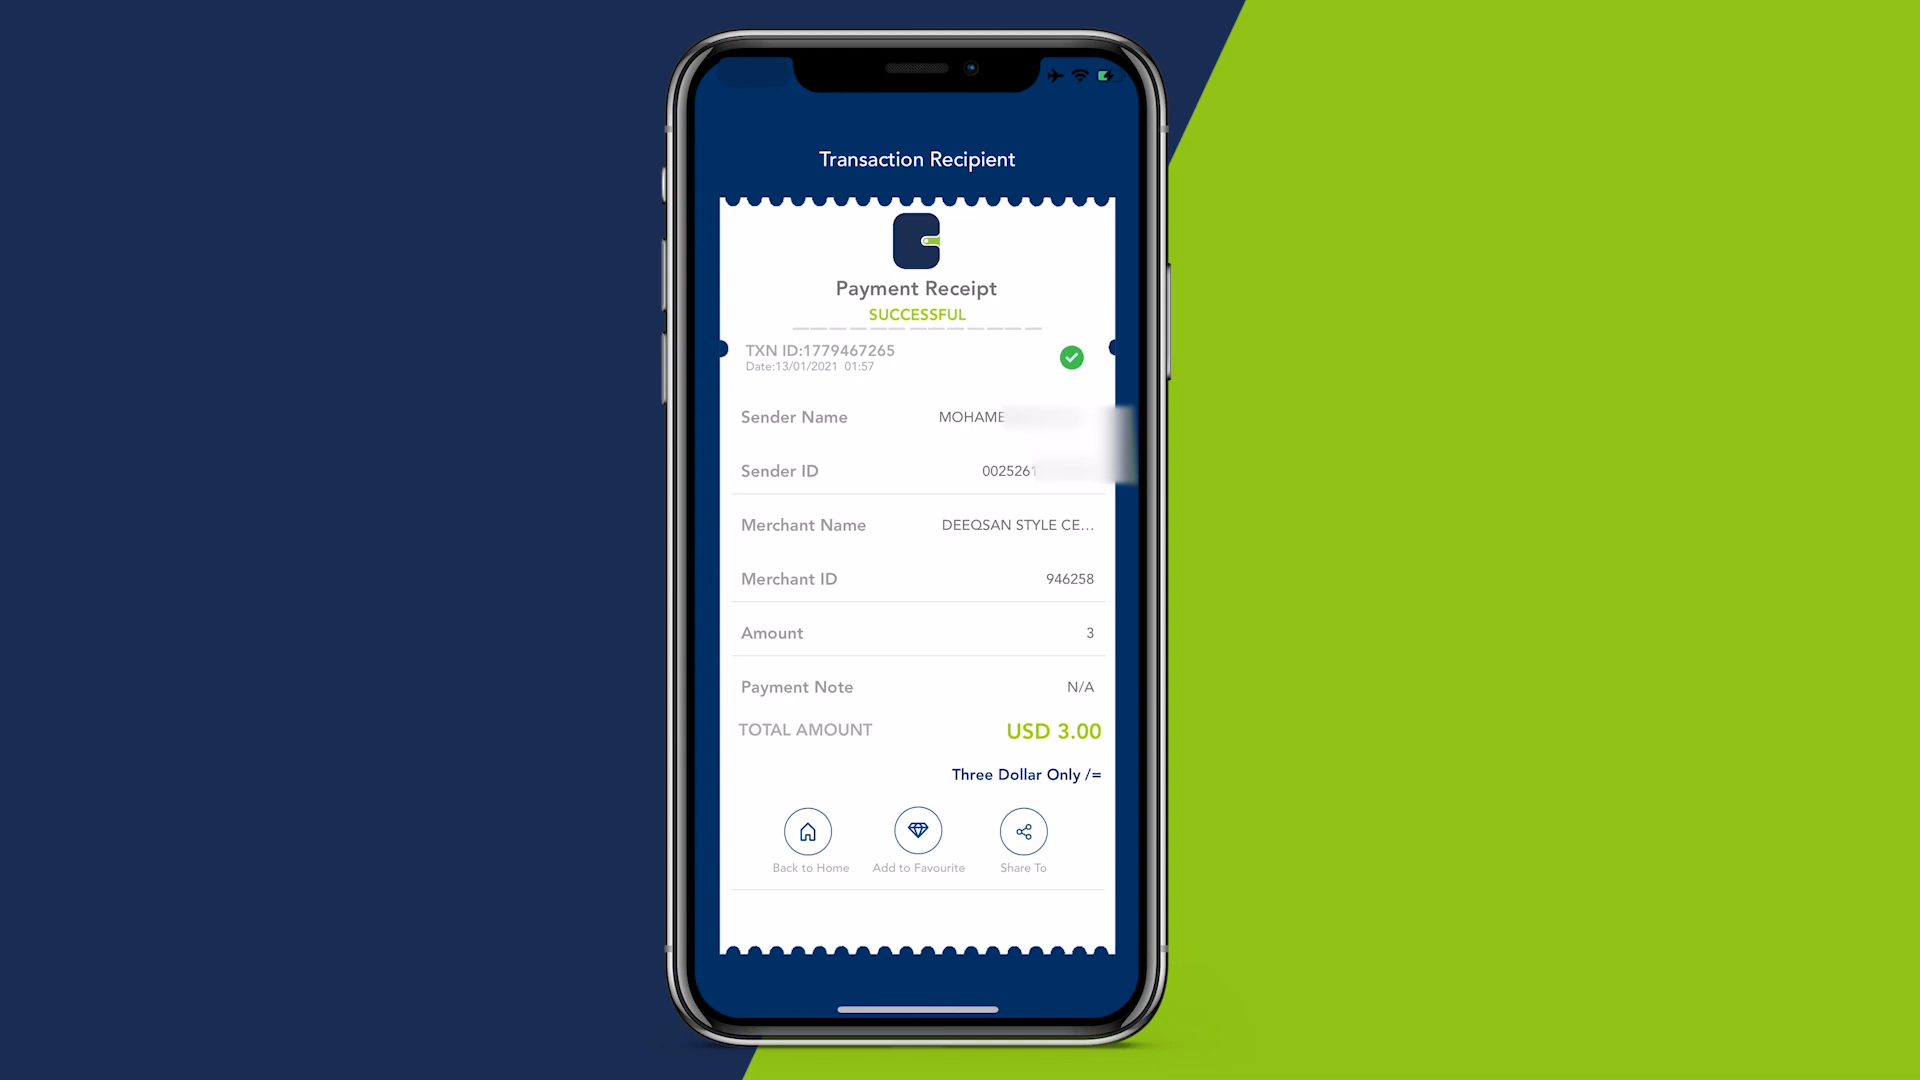 Transaction Recipient
Payment Receipt
SUCCESSFUL
TXN ID:1779467265
Date:13/01/2021 01:57
Sender Name MOHAME
Sender ID 0025261
Merchant Name DEEQSAN STYLE CE...
Merchant ID 946258
Amount 3
Payment Note N/A
TOTAL AMOUNT USD 3.00
Three Dollar Only /=
Back to Home Add to Favourite Share To